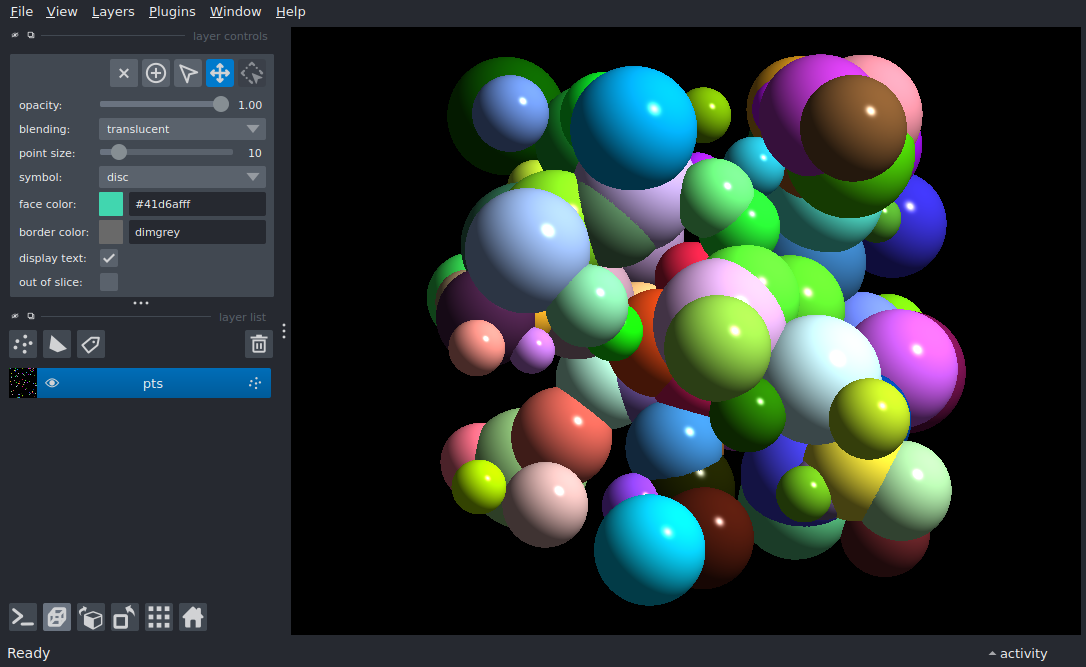 File View Layers Plugins Window Help
layer controls
opacity: 1.00
blending: translucent
point size: 10
symbol: disc
face color: #41d6afff
border color: dimgrey
display text:
out of slice:
layer list
pts
Ready
activity